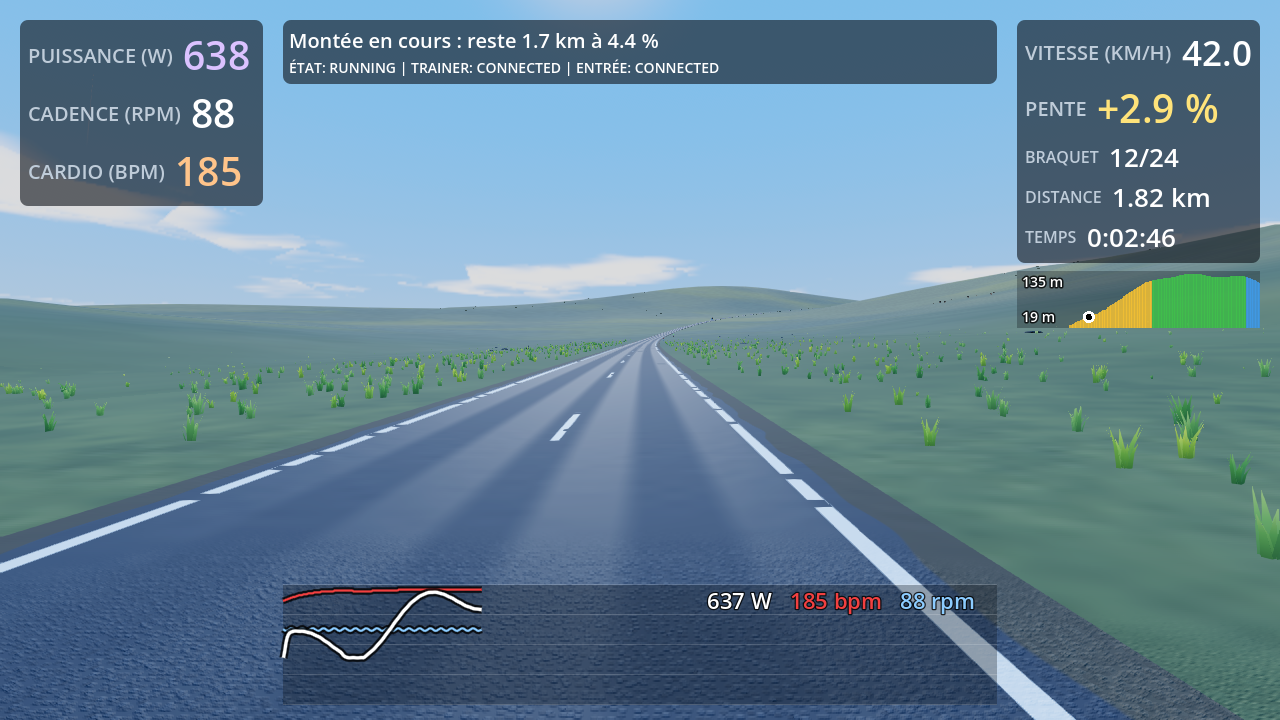 PUISSANCE (W) 638
CADENCE (RPM) 88
CARDIO (BPM) 185
Montée en cours : reste 1.7 km à 4.4 %
ÉTAT: RUNNING | TRAINER: CONNECTED | ENTRÉE: CONNECTED
VITESSE (KM/H) 42.0
PENTE +2.9 %
BRAQUET 12/24
DISTANCE 1.82 km
TEMPS 0:02:46
135 m
19 m
637 W 185 bpm 88 rpm